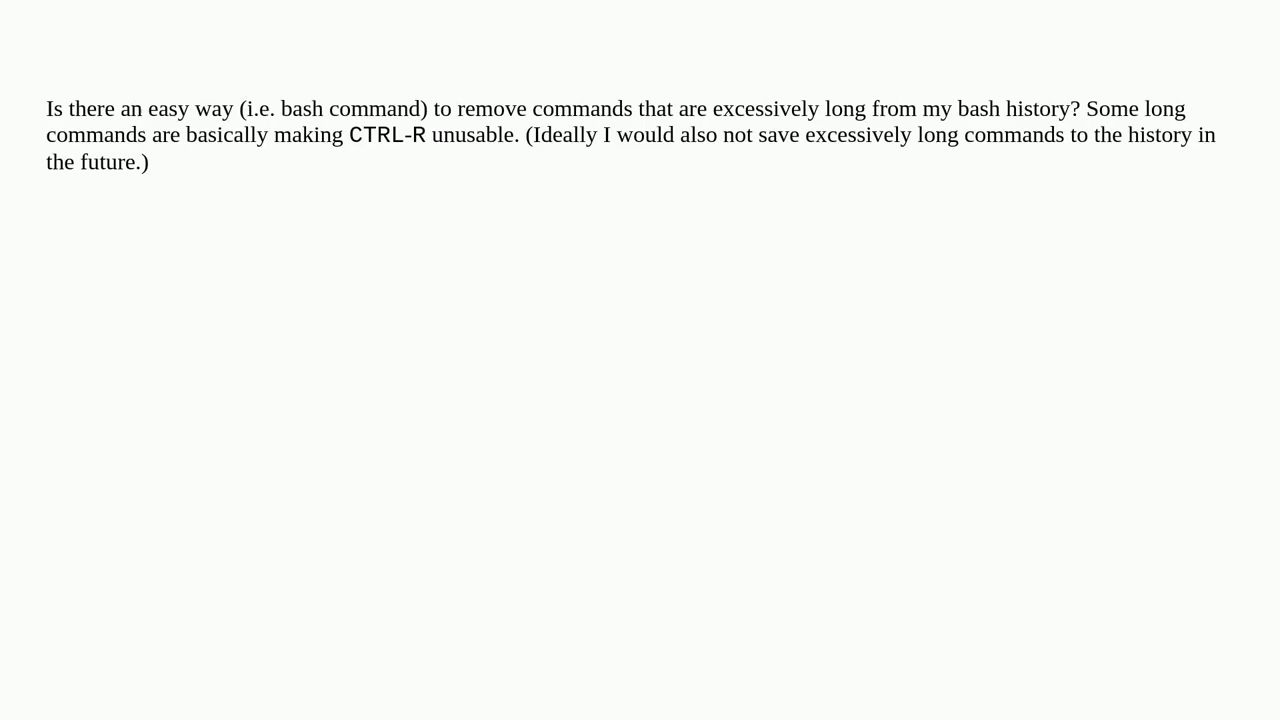 Is there an easy way (i.e. bash command) to remove commands that are excessively long from my bash history? Some long
commands are basically making CTRL-R unusable. (Ideally I would also not save excessively long commands to the history in
the future.)